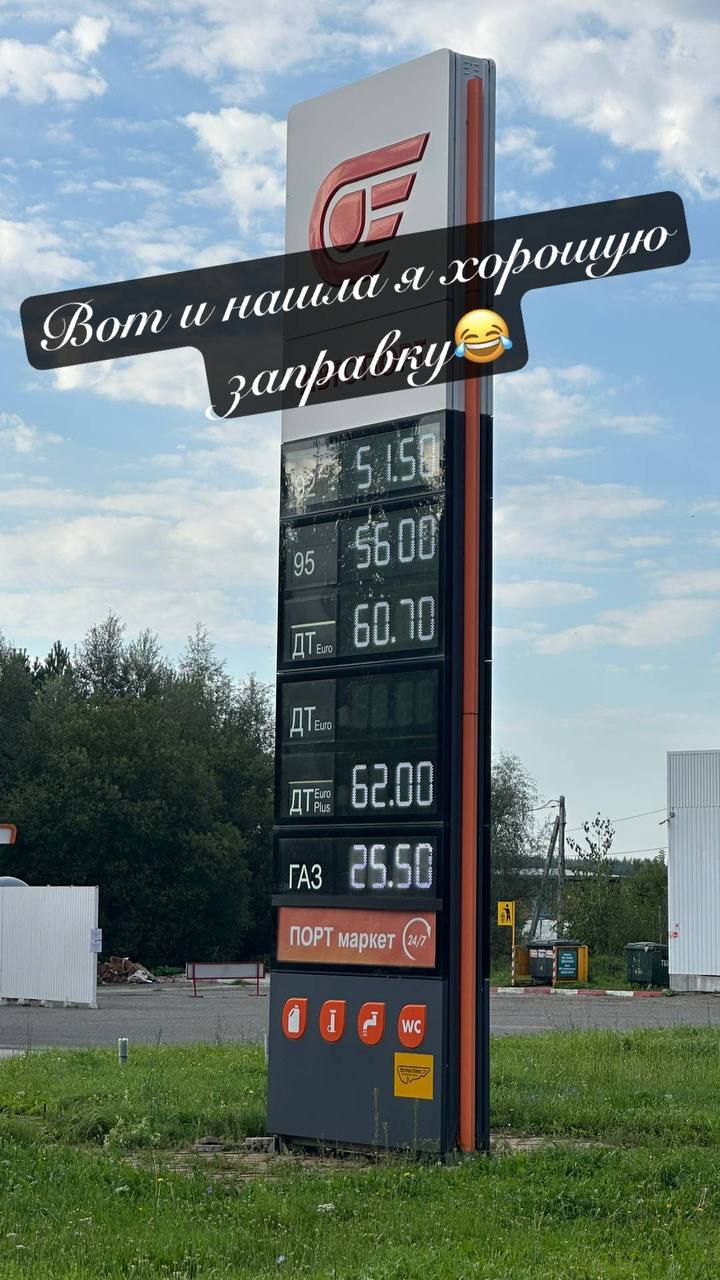 Вот и нашла я хорошую
заправку😂
92 51.50
95 56.00
ДТ Euro 60.70
ДТ Euro
ДТ Euro Plus 62.00
ГАЗ 25.50
ПОРТ маркет 24/7
WC